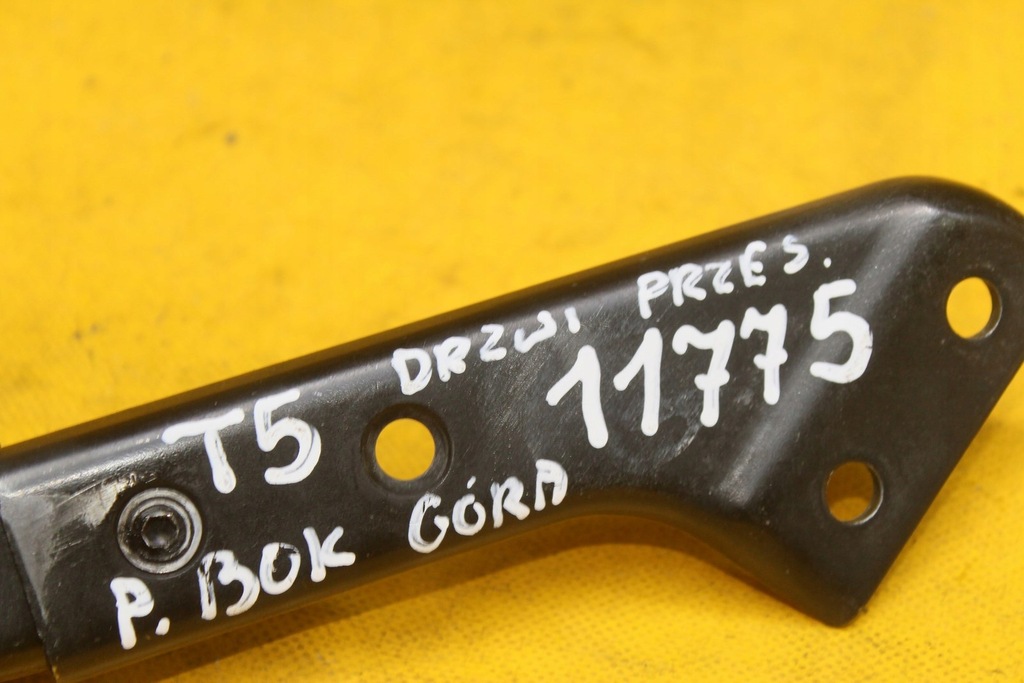 DRZWI PRZES.
T5 11775
P. BOK GÓRA